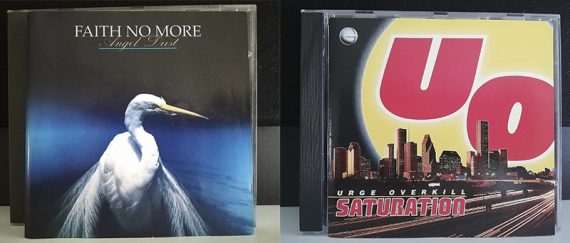 FAITH NO MORE
Angel Dust
UO
URGE OVERKILL
SATURATION